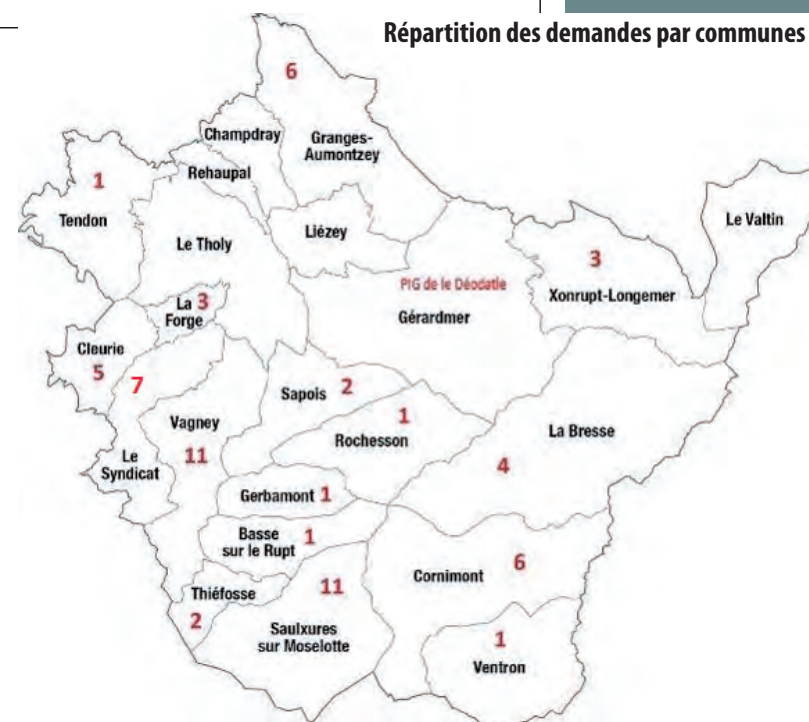 Répartition des demandes par communes
6
Champdray
Granges-
Aumontzey
Rehaupal
1
Tendon
Le Tholy
Liézey
Le Valtin
3
Xonrupt-Longemer
PIG de le Déodatie
Gérardmer
La 3
Forge
Cleurie
5
7
Sapois 2
Vagney
11
1
Rochesson
La Bresse
4
Le
Syndicat
Gerbamont 1
Basse
sur le Rupt 1
Cornimont 6
Thiéfosse
2
11
Saulxures
sur Moselotte
1
Ventron